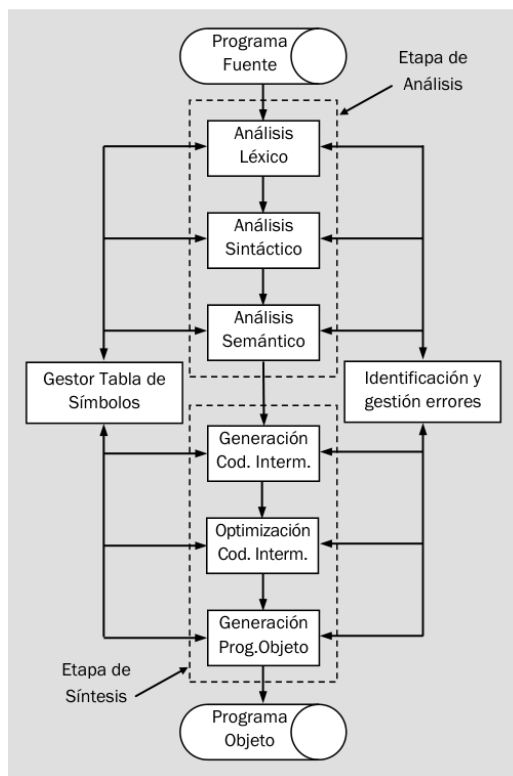 Programa
Fuente
Etapa de
Análisis
Análisis
Léxico
Análisis
Sintáctico
Análisis
Semántico
Gestor Tabla de
Símbolos
Identificación y
gestión errores
Generación
Cod. Interm.
Optimización
Cod. Interm.
Generación
Prog.Objeto
Etapa de
Síntesis
Programa
Objeto